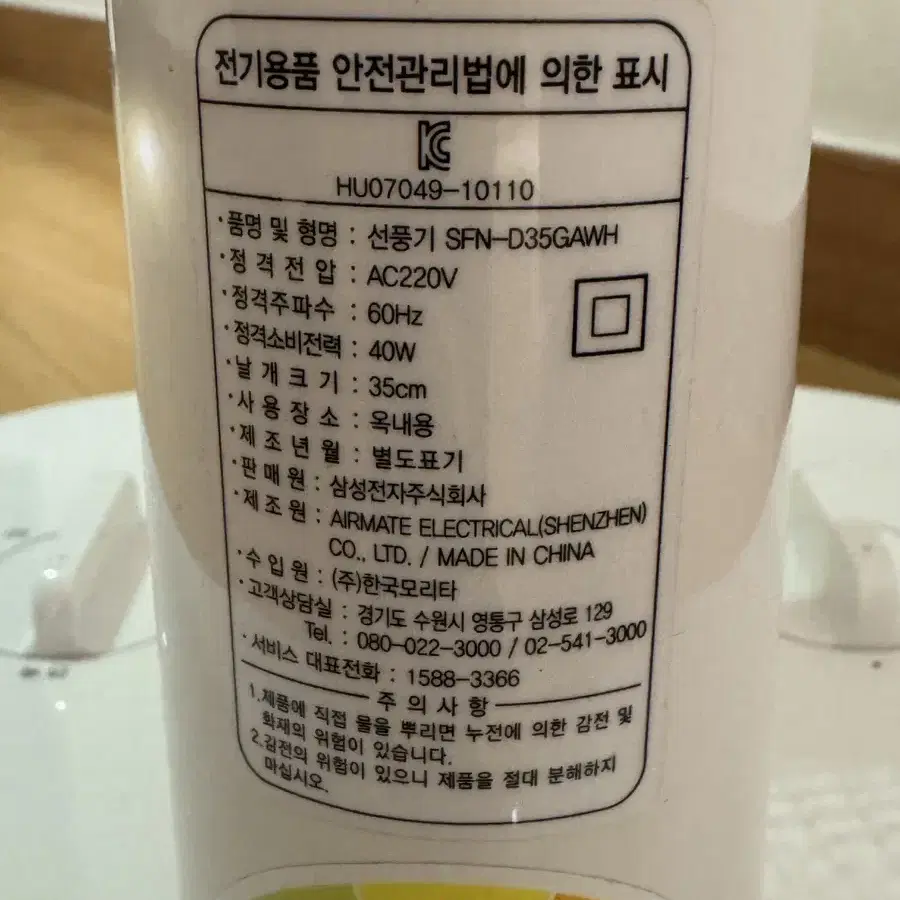 전기용품 안전관리법에 의한 표시
KC
HU07049-10110
·품명 및 형명 : 선풍기 SFN-D35GAWH
·정격전압 : AC220V
·정격주파수 : 60Hz
·정격소비전력 : 40W
·날개크기 : 35cm
·사용장소 : 옥내용
·제조년월 : 별도표기
·판매원 : 삼성전자주식회사
·제조원 : AIRMATE ELECTRICAL(SHENZHEN)
CO., LTD. / MADE IN CHINA
·수입원 : (주)한국모리타
·고객상담실 : 경기도 수원시 영통구 삼성로 129
Tel. : 080-022-3000 / 02-541-3000
·서비스 대표전화 : 1588-3366
주의사항
1.제품에 직접 물을 뿌리면 누전에 의한 감전 및
화재의 위험이 있습니다.
2.감전의 위험이 있으니 제품을 절대 분해하지
마십시오.